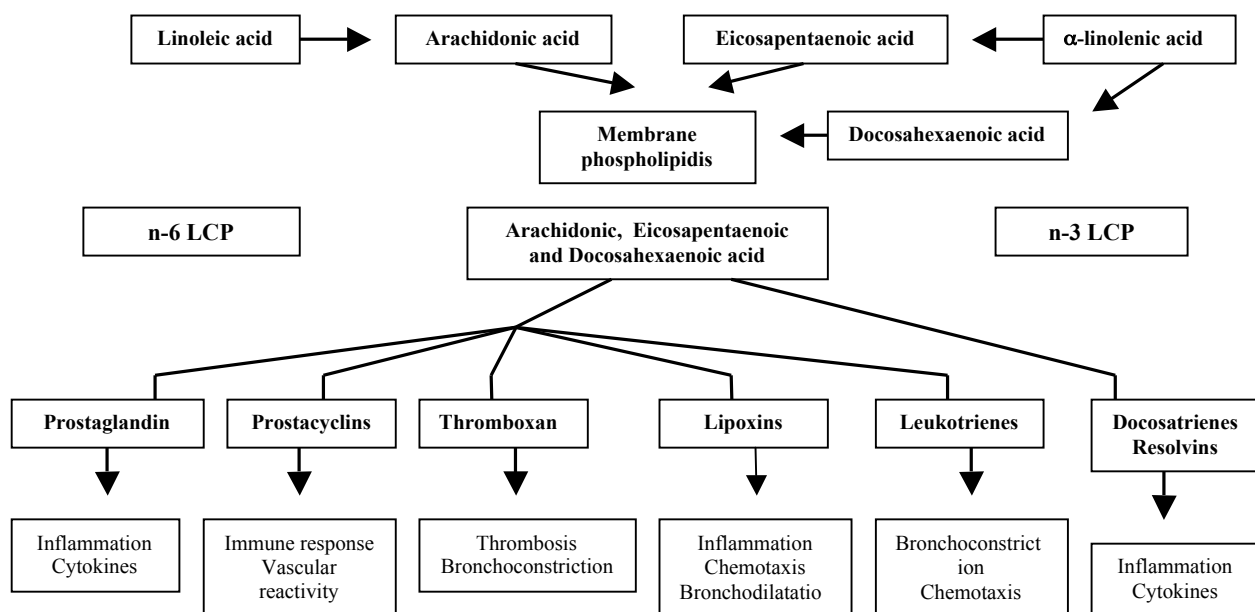 Linoleic acid
Arachidonic acid
Eicosapentaenoic acid
α-linolenic acid
Membrane
phospholipidis
Docosahexaenoic acid
n-6 LCP
Arachidonic, Eicosapentaenoic
and Docosahexaenoic acid
n-3 LCP
Prostaglandin
Prostacyclins
Thromboxan
Lipoxins
Leukotrienes
Docosatrienes
Resolvins
Inflammation
Cytokines
Immune response
Vascular
reactivity
Thrombosis
Bronchoconstriction
Inflammation
Chemotaxis
Bronchodilatatio
Bronchoconstrict
ion
Chemotaxis
Inflammation
Cytokines